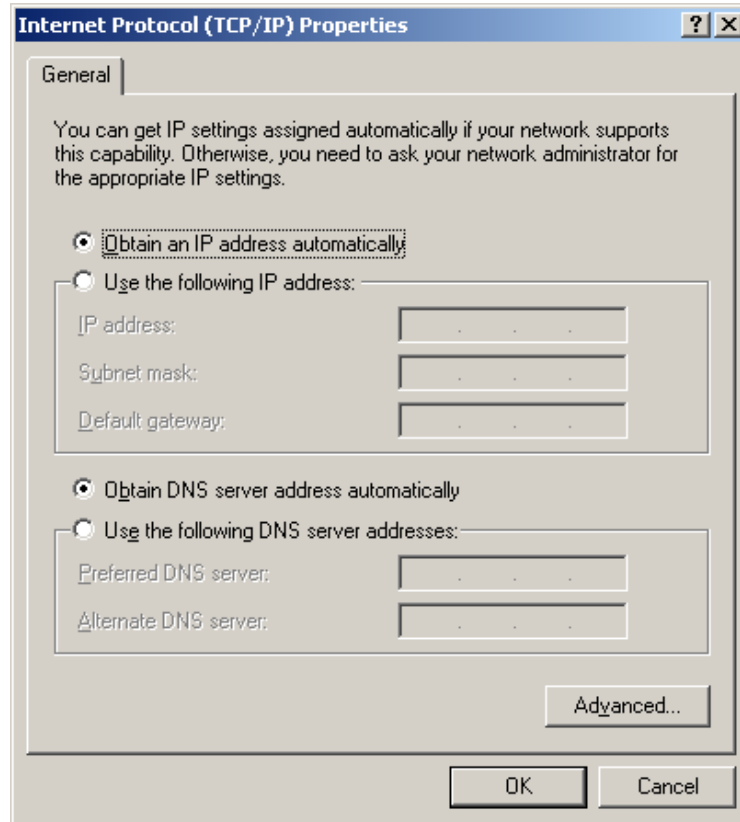 Internet Protocol (TCP/IP) Properties
General
You can get IP settings assigned automatically if your network supports
this capability. Otherwise, you need to ask your network administrator for
the appropriate IP settings.
Obtain an IP address automatically
Use the following IP address:
IP address:
Subnet mask:
Default gateway:
Obtain DNS server address automatically
Use the following DNS server addresses:
Preferred DNS server:
Alternate DNS server:
Advanced...
OK Cancel